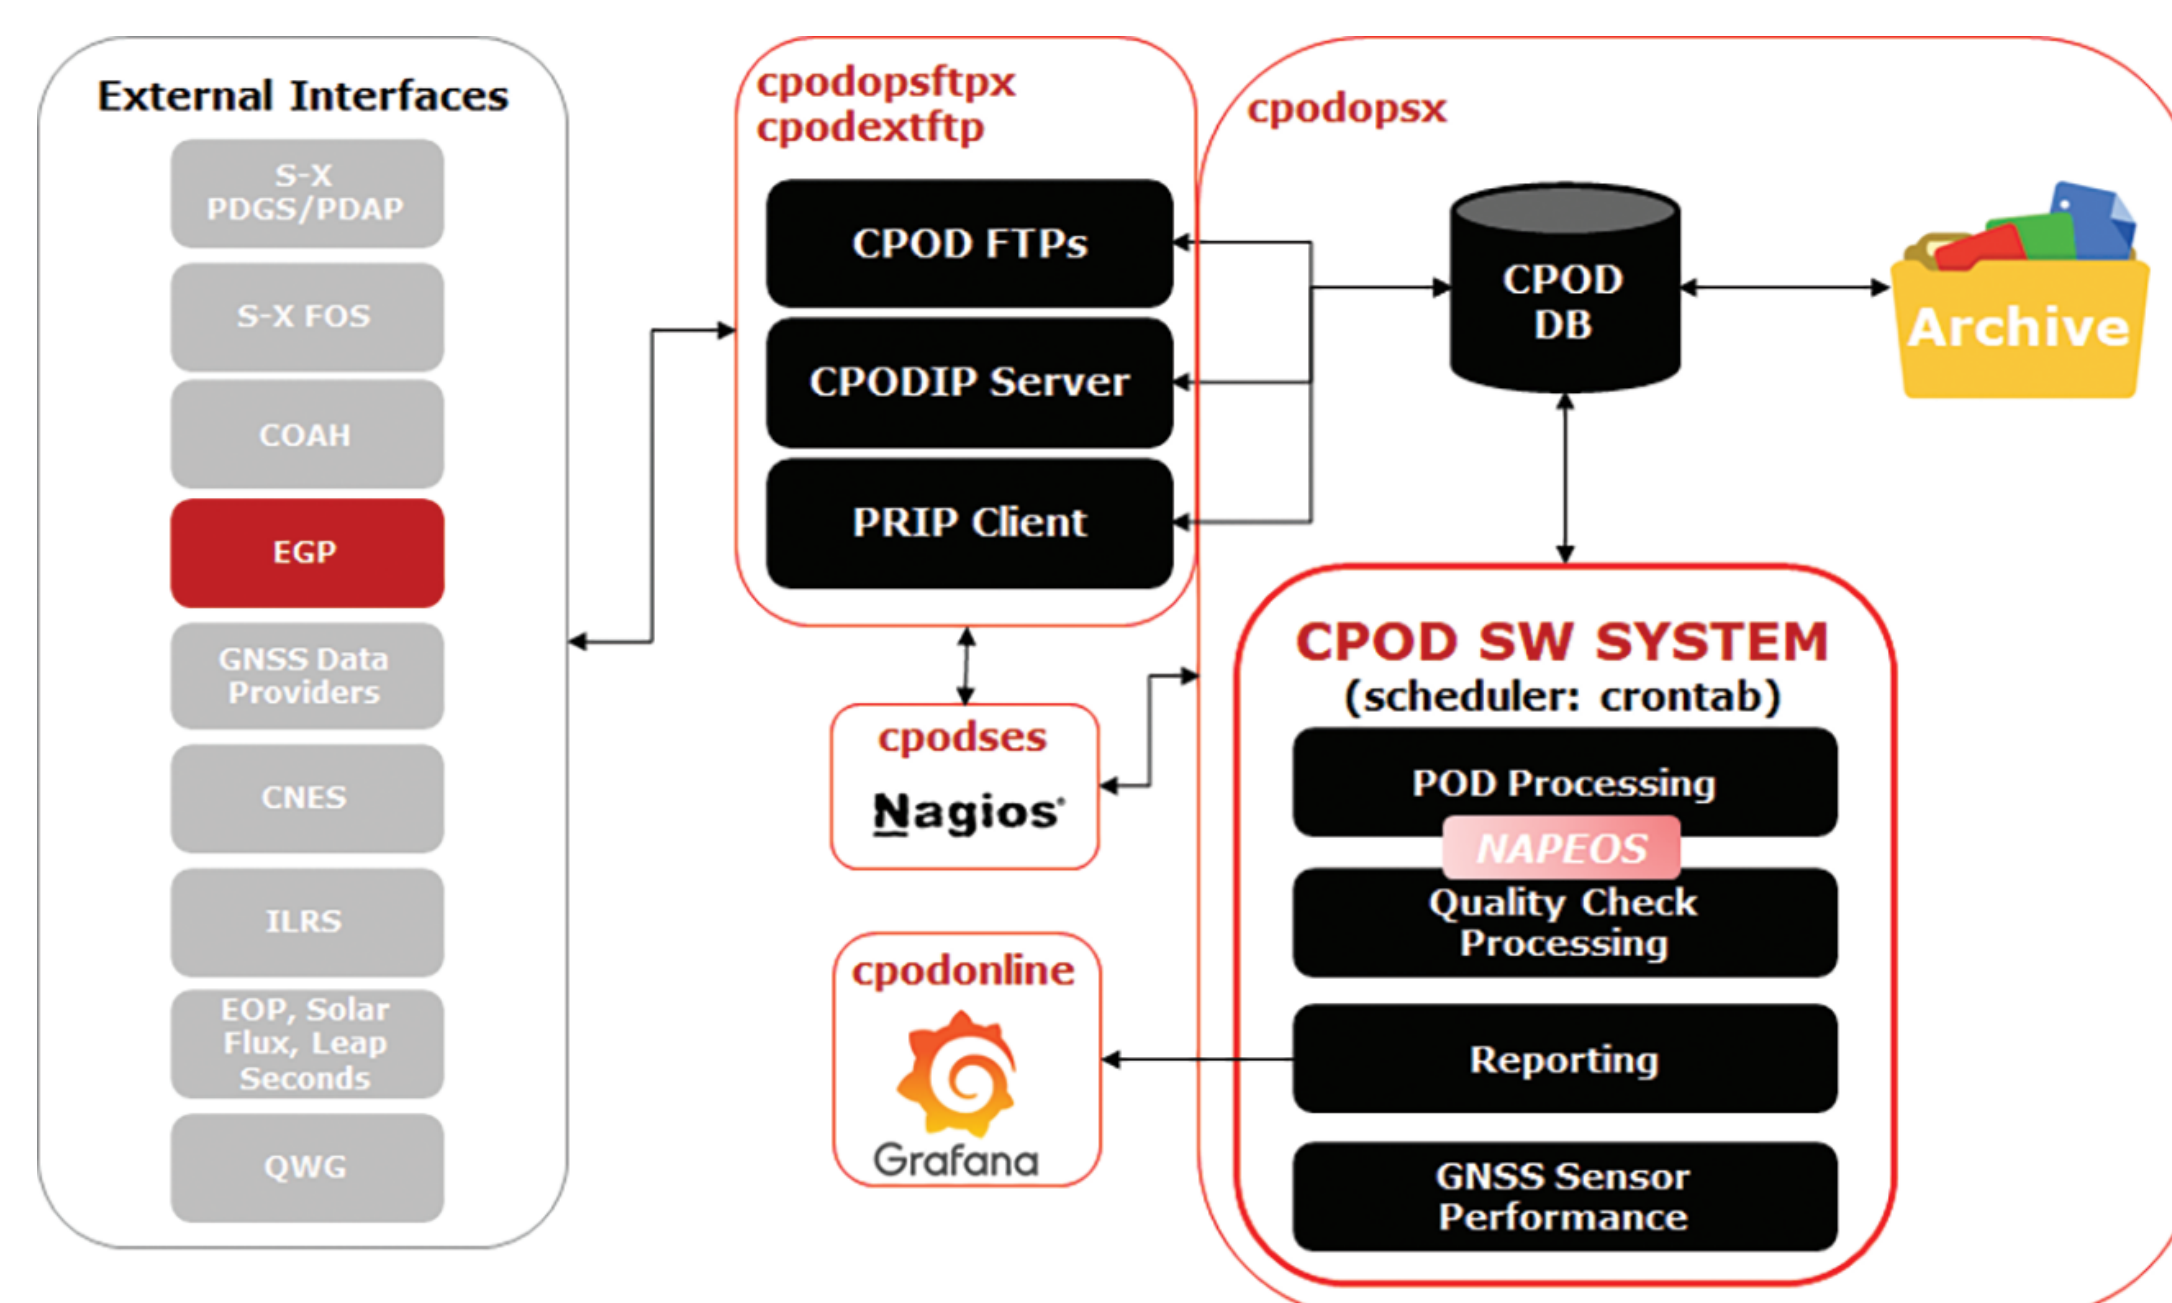 External Interfaces
S-X
PDGS/PDAP
S-X FOS
COAH
EGP
GNSS Data
Providers
CNES
ILRS
EOP, Solar
Flux, Leap
Seconds
QWG
cpodopsftpx
cpodextftp
CPOD FTPs
CPODIP Server
PRIP Client
cpodses
Nagios®
cpodonline
Grafana
cpodopsx
CPOD
DB
Archive
CPOD SW SYSTEM
(scheduler: crontab)
POD Processing
NAPEOS
Quality Check
Processing
Reporting
GNSS Sensor
Performance